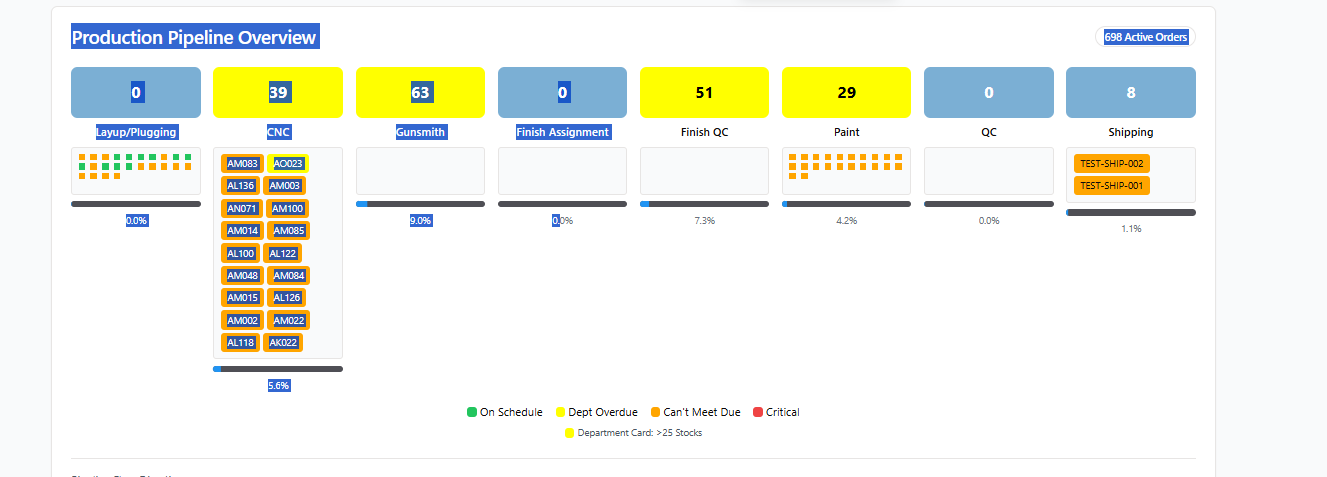 Production Pipeline Overview
698 Active Orders
0
39
63
0
51
29
0
8
Layup/Plugging
CNC
Gunsmith
Finish Assignment
Finish QC
Paint
QC
Shipping
AM083 AO023
AL136 AM003
AN071 AM100
AM014 AM085
AL100 AL122
AM048 AM084
AM015 AL126
AM002 AM022
AL118 AK022
TEST-SHIP-002
TEST-SHIP-001
0.0%
5.6%
9.0%
0.0%
7.3%
4.2%
0.0%
1.1%
On Schedule
Dept Overdue
Can't Meet Due
Critical
Department Card: >25 Stocks